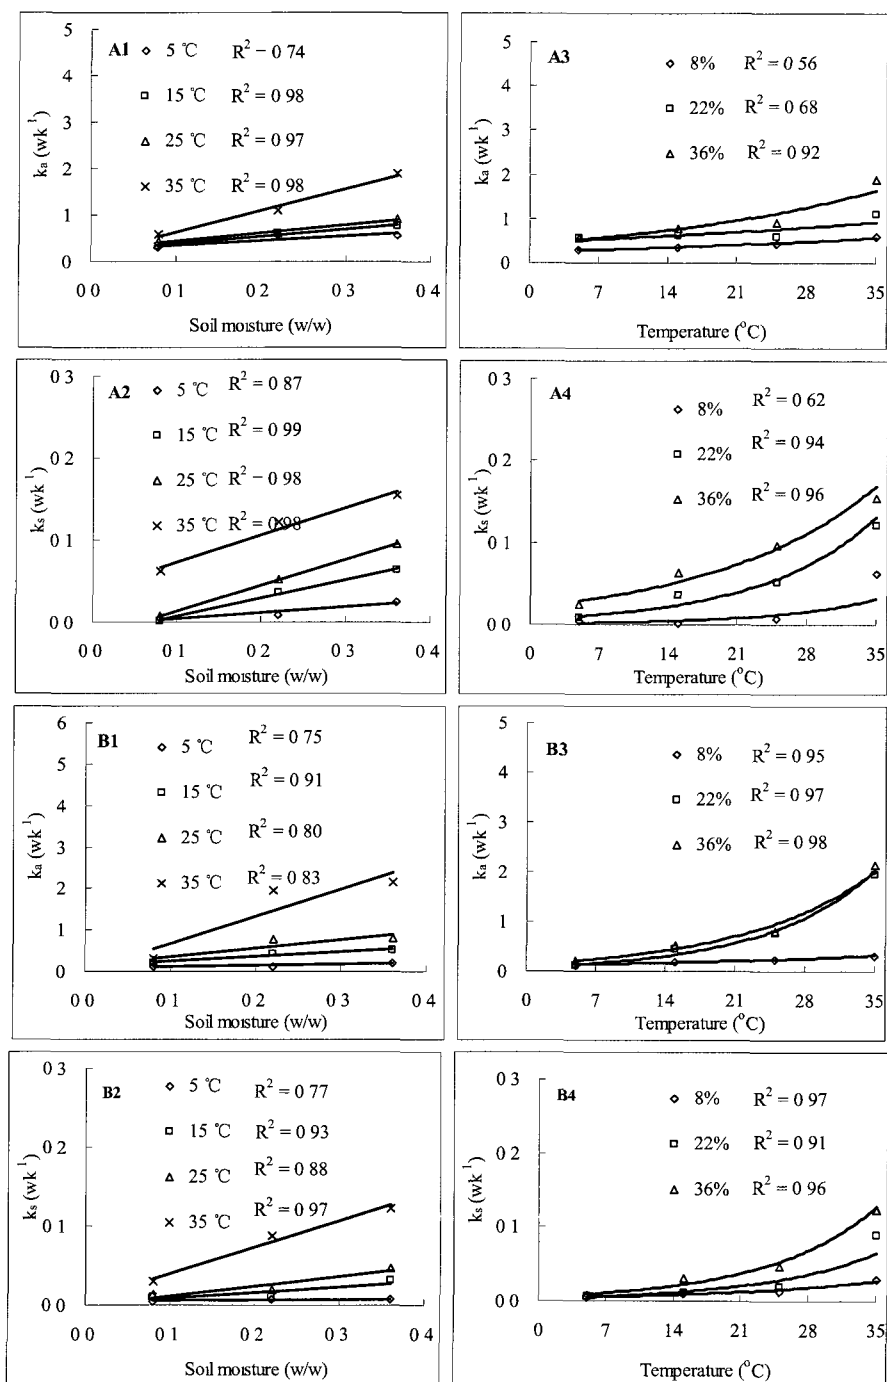 A1
5 ℃ R² − 0 74
15 ℃ R² = 0 98
25 ℃ R² = 0 97
35 ℃ R² = 0 98
5
4
3
2
1
0
kₐ (wk⁻¹)
0 0 0 1 0 2 0 3 0 4
Soil moisture (w/w)
A3
8% R² = 0 56
22% R² = 0 68
36% R² = 0 92
5
4
3
2
1
0
kₐ (wk⁻¹)
0 7 14 21 28 35
Temperature (°C)
A2
5 ℃ R² = 0 87
15 ℃ R² = 0 99
25 ℃ R² − 0 98
35 ℃ R² = 0 98
0 3
0 2
0 1
0 0
kₛ (wk⁻¹)
0 0 0 1 0 2 0 3 0 4
Soil moisture (w/w)
A4
8% R² = 0 62
22% R² = 0 94
36% R² = 0 96
0 3
0 2
0 1
0 0
kₛ (wk⁻¹)
0 7 14 21 28 35
Temperature (°C)
B1
5 ℃ R² = 0 75
15 ℃ R² = 0 91
25 ℃ R² = 0 80
35 ℃ R² = 0 83
6
5
4
3
2
1
0
kₐ (wk⁻¹)
0 0 0 1 0 2 0 3 0 4
Soil moisture (w/w)
B3
8% R² = 0 95
22% R² = 0 97
36% R² = 0 98
5
4
3
2
1
0
kₐ (wk⁻¹)
0 7 14 21 28 35
Temperature (°C)
B2
5 ℃ R² = 0 77
15 ℃ R² = 0 93
25 ℃ R² = 0 88
35 ℃ R² = 0 97
0 3
0 2
0 1
0 0
kₛ (wk⁻¹)
0 0 0 1 0 2 0 3 0 4
Soil moisture (w/w)
B4
8% R² = 0 97
22% R² = 0 91
36% R² = 0 96
0 3
0 2
0 1
0 0
kₛ (wk⁻¹)
0 7 14 21 28 35
Temperature (°C)